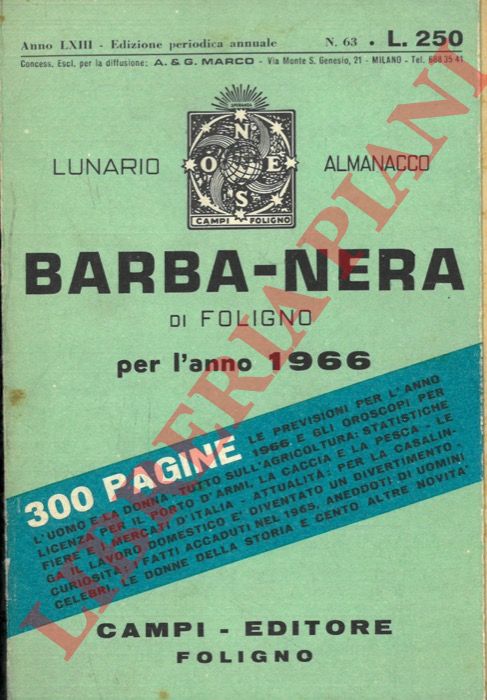 Anno LXIII - Edizione periodica annuale N. 63 • L. 250
Concess. Escl. per la diffusione: A. & G. MARCO - Via Monte S. Genesio, 21 - MILANO - Tel. 688 35 41
SPERANZA
LUNARIO N O E S ALMANACCO
CAMPI FOLIGNO
BARBA-NERA
DI FOLIGNO
per l'anno 1966
300 PAGINE LE PREVISIONI PER L'ANNO
1966 E GLI OROSCOPI PER
L'UOMO E LA DONNA - TUTTO SULL'AGRICOLTURA: STATISTICHE
LICENZA PER IL PORTO D'ARMI, LA CACCIA E LA PESCA - LE
FIERE E I MERCATI D'ITALIA - ATTUALITÀ: PER LA CASALIN-
GA IL LAVORO DOMESTICO E' DIVENTATO UN DIVERTIMENTO -
CURIOSITÀ: I FATTI ACCADUTI NEL 1965, ANEDDOTI DI UOMINI
CELEBRI, LE DONNE DELLA STORIA E CENTO ALTRE NOVITA'
CAMPI - EDITORE
FOLIGNO
LIBRERIA PIANI